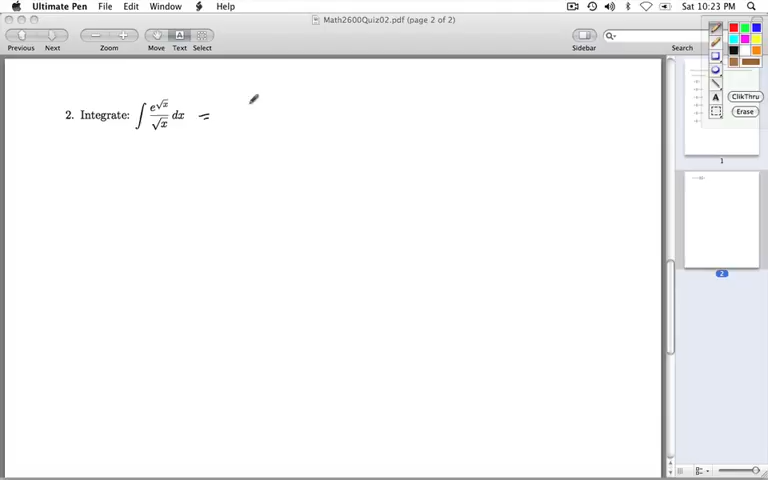 Ultimate Pen File Edit Window Help Sat 10:23 PM
Math2600Quiz02.pdf (page 2 of 2)
Previous Next Zoom Move Text Select Sidebar Search
A ClikThru
Erase
2. Integrate: ∫ e^√x / √x dx =
1
2